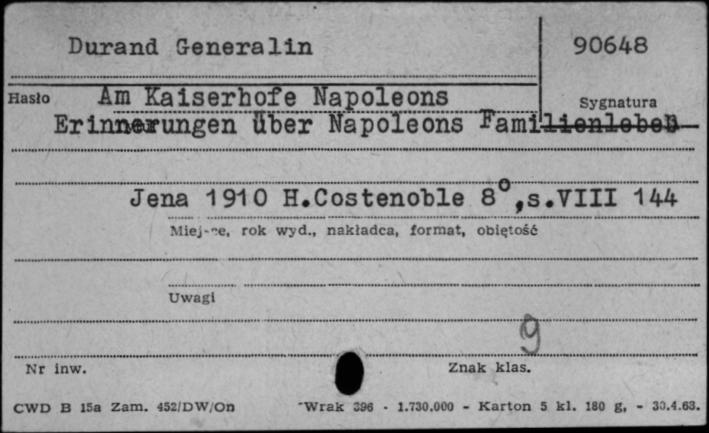 Durand Generalin 90648
Hasło Am Kaiserhofe Napoleons Sygnatura
Erinnerungen über Napoleons Familienleben
Jena 1910 H.Costenoble 8°,s.VIII 144
Miejsce, rok wyd., nakładca, format, objętość
Uwagi
9
Nr inw. Znak klas.
CWD B 15a Zam. 452/DW/On Wrak 396 - 1.730.000 - Karton 5 kl. 180 g, - 30.4.63.